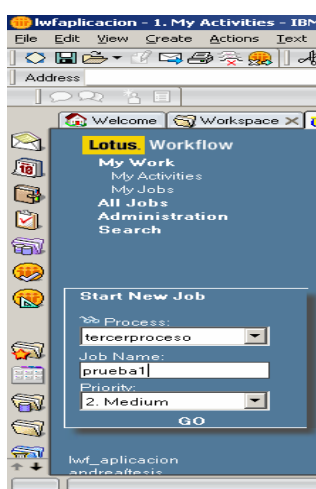 lwfaplicacion - 1. My Activities - IBM
File Edit View Create Actions Text
Address
Welcome Workspace
Lotus. Workflow
My Work
My Activities
My Jobs
All Jobs
Administration
Search
Start New Job
Process:
tercerproceso
Job Name:
prueba1
Priority:
2. Medium
GO
lwf_aplicacion
andreaftesis